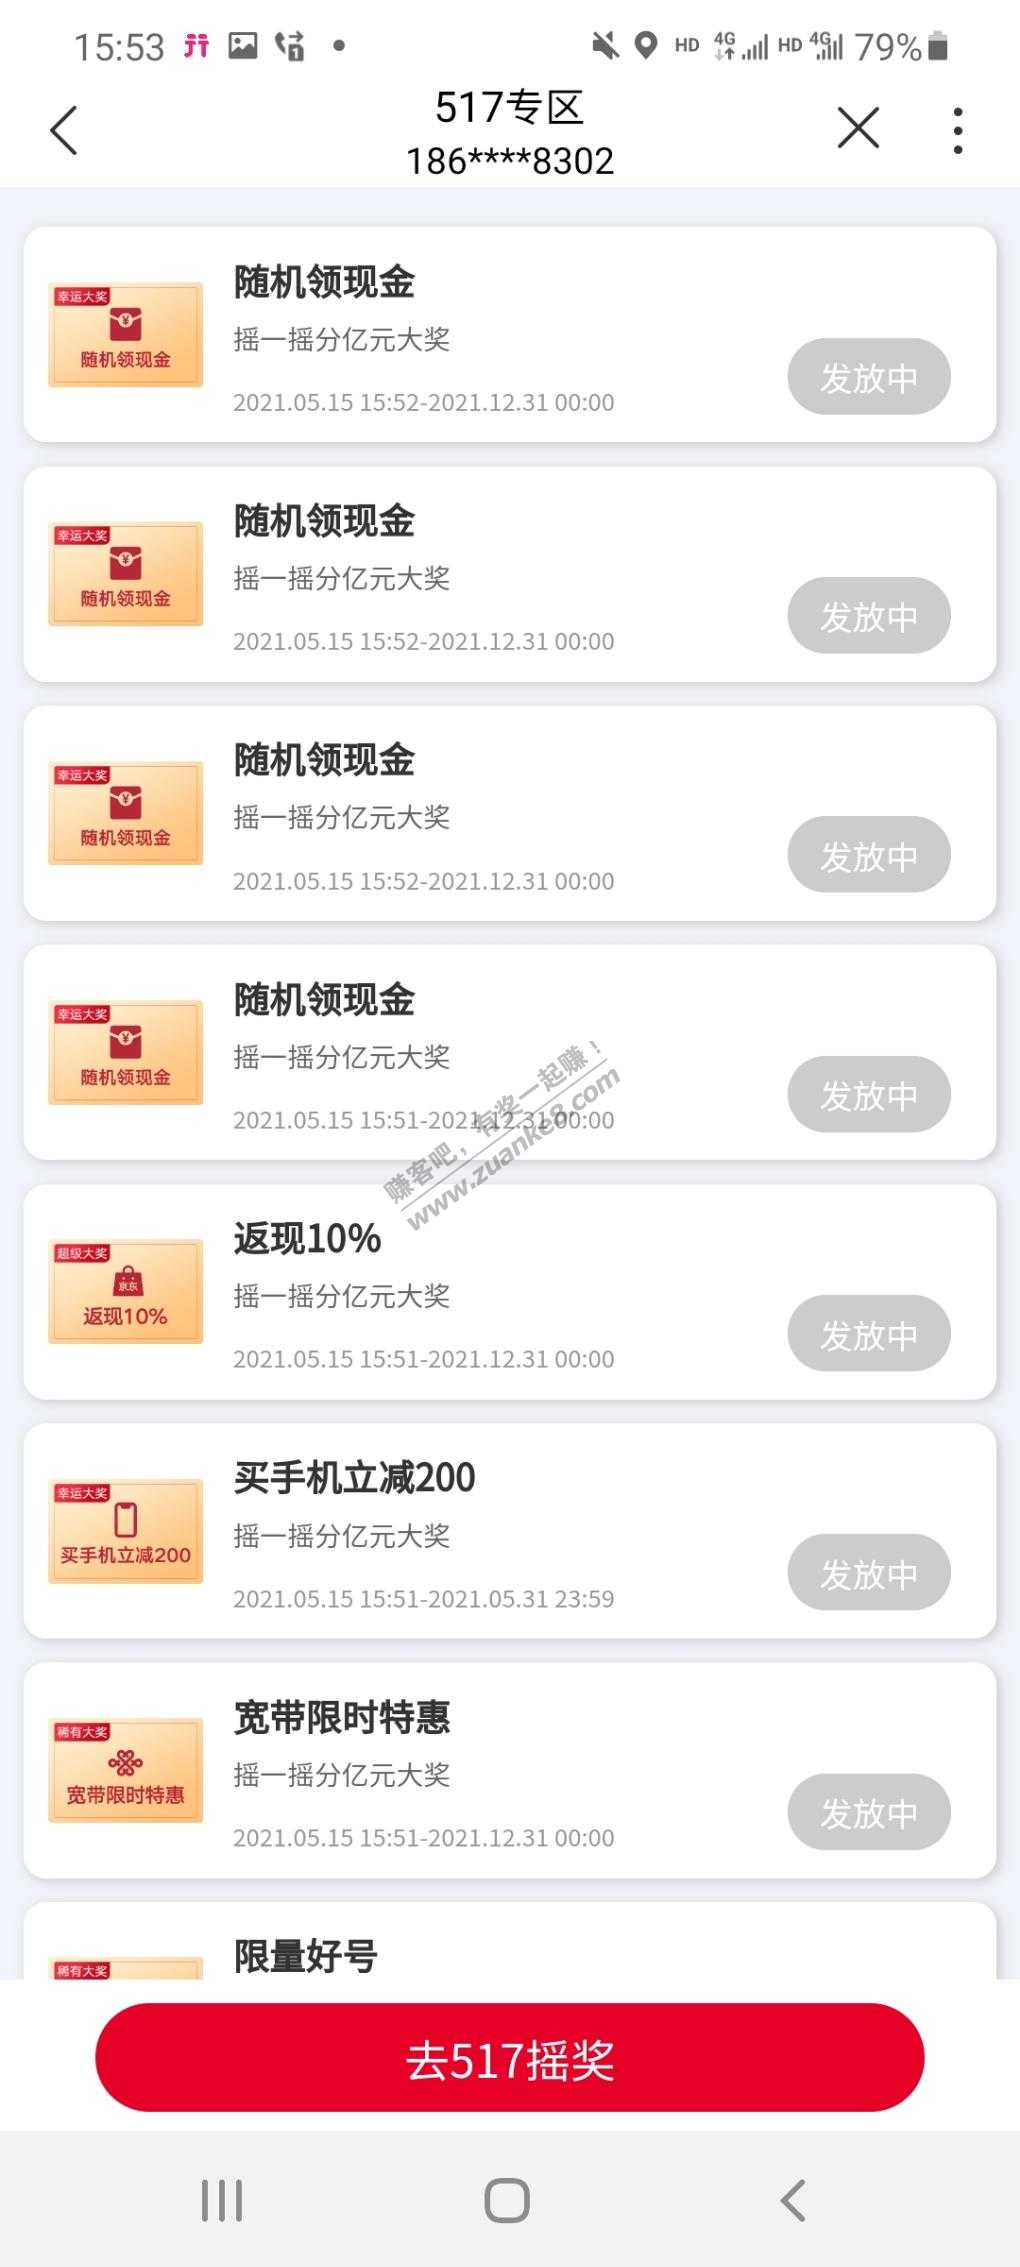 15:53
HD 4G HD 4G 79%
517专区
186****8302
幸运大奖
随机领现金
随机领现金
摇一摇分亿元大奖
2021.05.15 15:52-2021.12.31 00:00
发放中
幸运大奖
随机领现金
随机领现金
摇一摇分亿元大奖
2021.05.15 15:52-2021.12.31 00:00
发放中
幸运大奖
随机领现金
随机领现金
摇一摇分亿元大奖
2021.05.15 15:52-2021.12.31 00:00
发放中
幸运大奖
随机领现金
随机领现金
摇一摇分亿元大奖
2021.05.15 15:51-2021.12.31 00:00
发放中
赚客吧，有奖一起赚！
www.zuanke8.com
超级大奖
京东
返现10%
返现10%
摇一摇分亿元大奖
2021.05.15 15:51-2021.12.31 00:00
发放中
幸运大奖
买手机立减200
买手机立减200
摇一摇分亿元大奖
2021.05.15 15:51-2021.05.31 23:59
发放中
稀有大奖
宽带限时特惠
宽带限时特惠
摇一摇分亿元大奖
2021.05.15 15:51-2021.12.31 00:00
发放中
稀有大奖
限量好号
去517摇奖